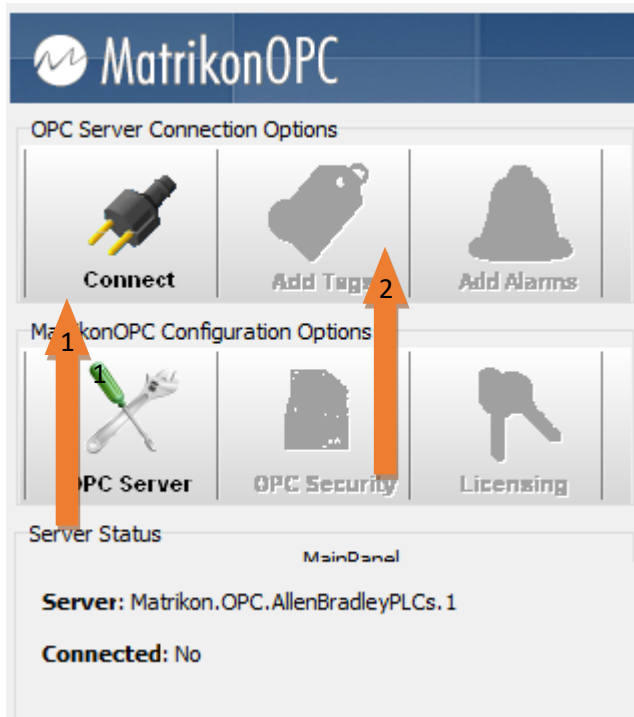 MatrikonOPC
OPC Server Connection Options
Connect
Add Tags
Add Alarms
2
MatrikonOPC Configuration Options
1
1
OPC Server
OPC Security
Licensing
Server Status
MainPanel
Server: Matrikon.OPC.AllenBradleyPLCs.1
Connected: No